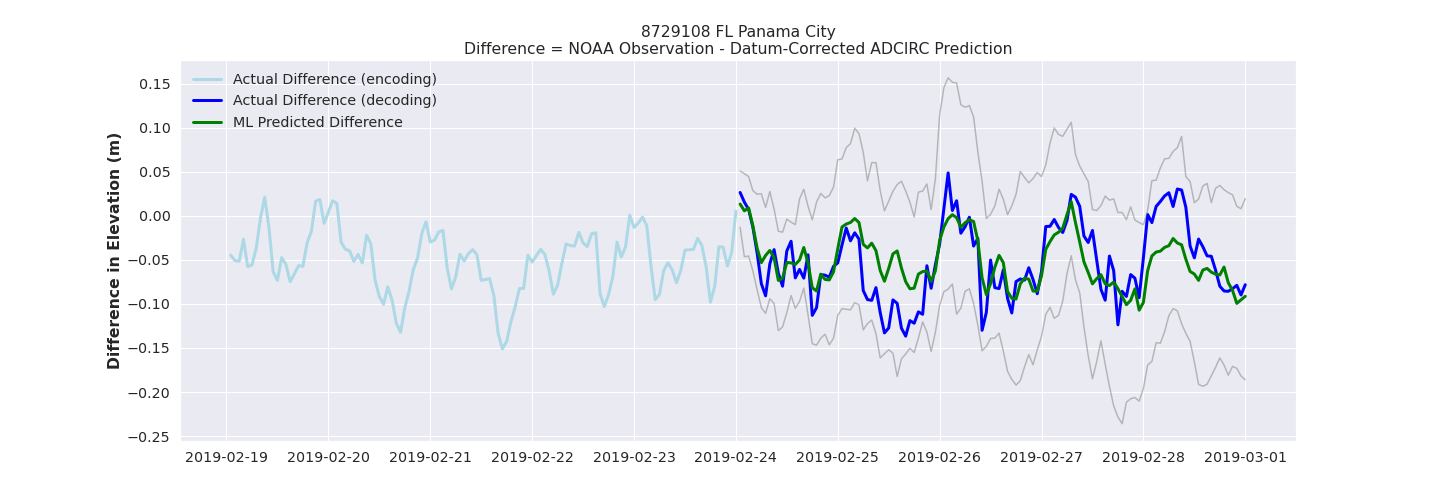 8729108 FL Panama City
Difference = NOAA Observation - Datum-Corrected ADCIRC Prediction
Actual Difference (encoding)
Actual Difference (decoding)
ML Predicted Difference
Difference in Elevation (m)
0.15
0.10
0.05
0.00
−0.05
−0.10
−0.15
−0.20
−0.25
2019-02-19 2019-02-20 2019-02-21 2019-02-22 2019-02-23 2019-02-24 2019-02-25 2019-02-26 2019-02-27 2019-02-28 2019-03-01